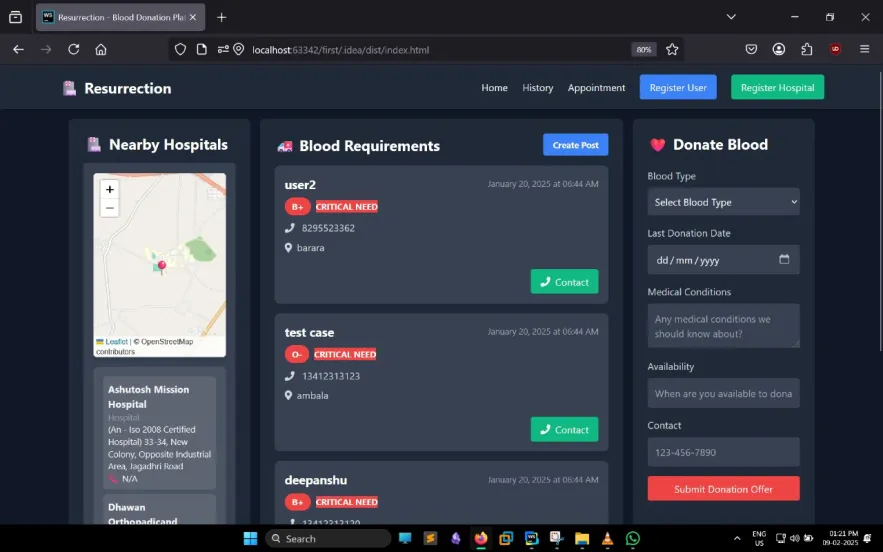 Resurrection - Blood Donation Pla
localhost:63342/first/.idea/dist/index.html
80%
Resurrection
Home
History
Appointment
Register User
Register Hospital
Nearby Hospitals
+
−
Leaflet | © OpenStreetMap
contributors
Ashutosh Mission
Hospital
Hospital
(An - Iso 2008 Certified
Hospital) 33-34, New
Colony, Opposite Industrial
Area, Jagadhri Road
N/A
Dhawan
Orthopadicand
Blood Requirements
Create Post
user2
January 20, 2025 at 06:44 AM
B+ CRITICAL NEED
8295523362
barara
Contact
test case
January 20, 2025 at 06:44 AM
O- CRITICAL NEED
13412313123
ambala
Contact
deepanshu
January 20, 2025 at 06:44 AM
B+ CRITICAL NEED
13412313120
Donate Blood
Blood Type
Select Blood Type
Last Donation Date
dd / mm / yyyy
Medical Conditions
Any medical conditions we
should know about?
Availability
When are you available to dona
Contact
123-456-7890
Submit Donation Offer
Search
ENG
US
01:21 PM
09-02-2025